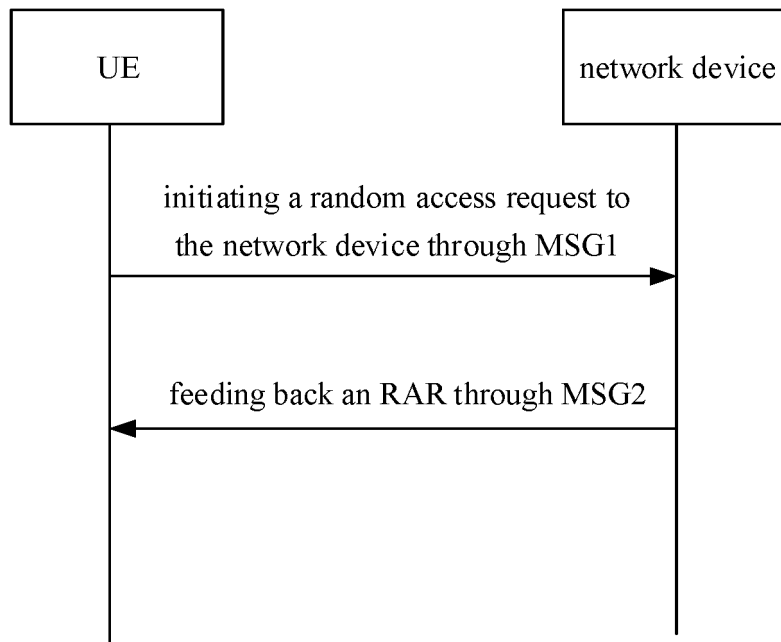 UE
network device
initiating a random access request to
the network device through MSG1
feeding back an RAR through MSG2